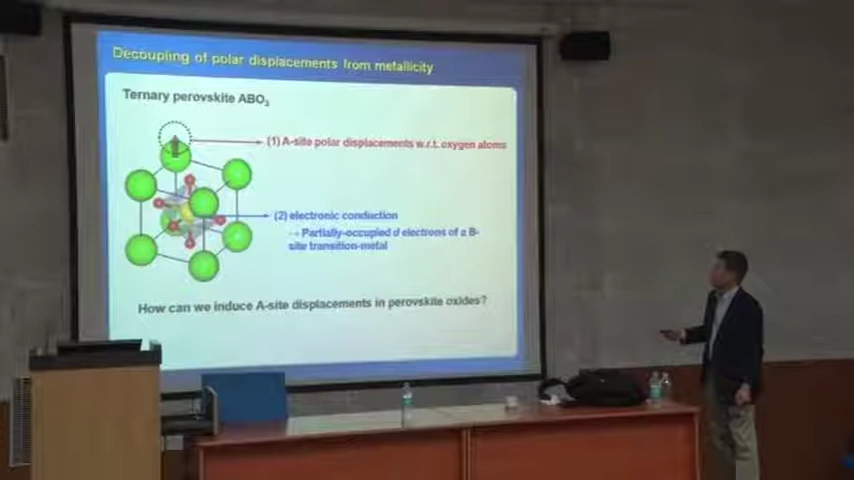 Decoupling of polar displacements from metallicity
Ternary perovskite ABO₃
(1) A-site polar displacements w.r.t. oxygen atoms
(2) electronic conduction
→ Partially-occupied d electrons of a B-
site transition-metal
How can we induce A-site displacements in perovskite oxides?